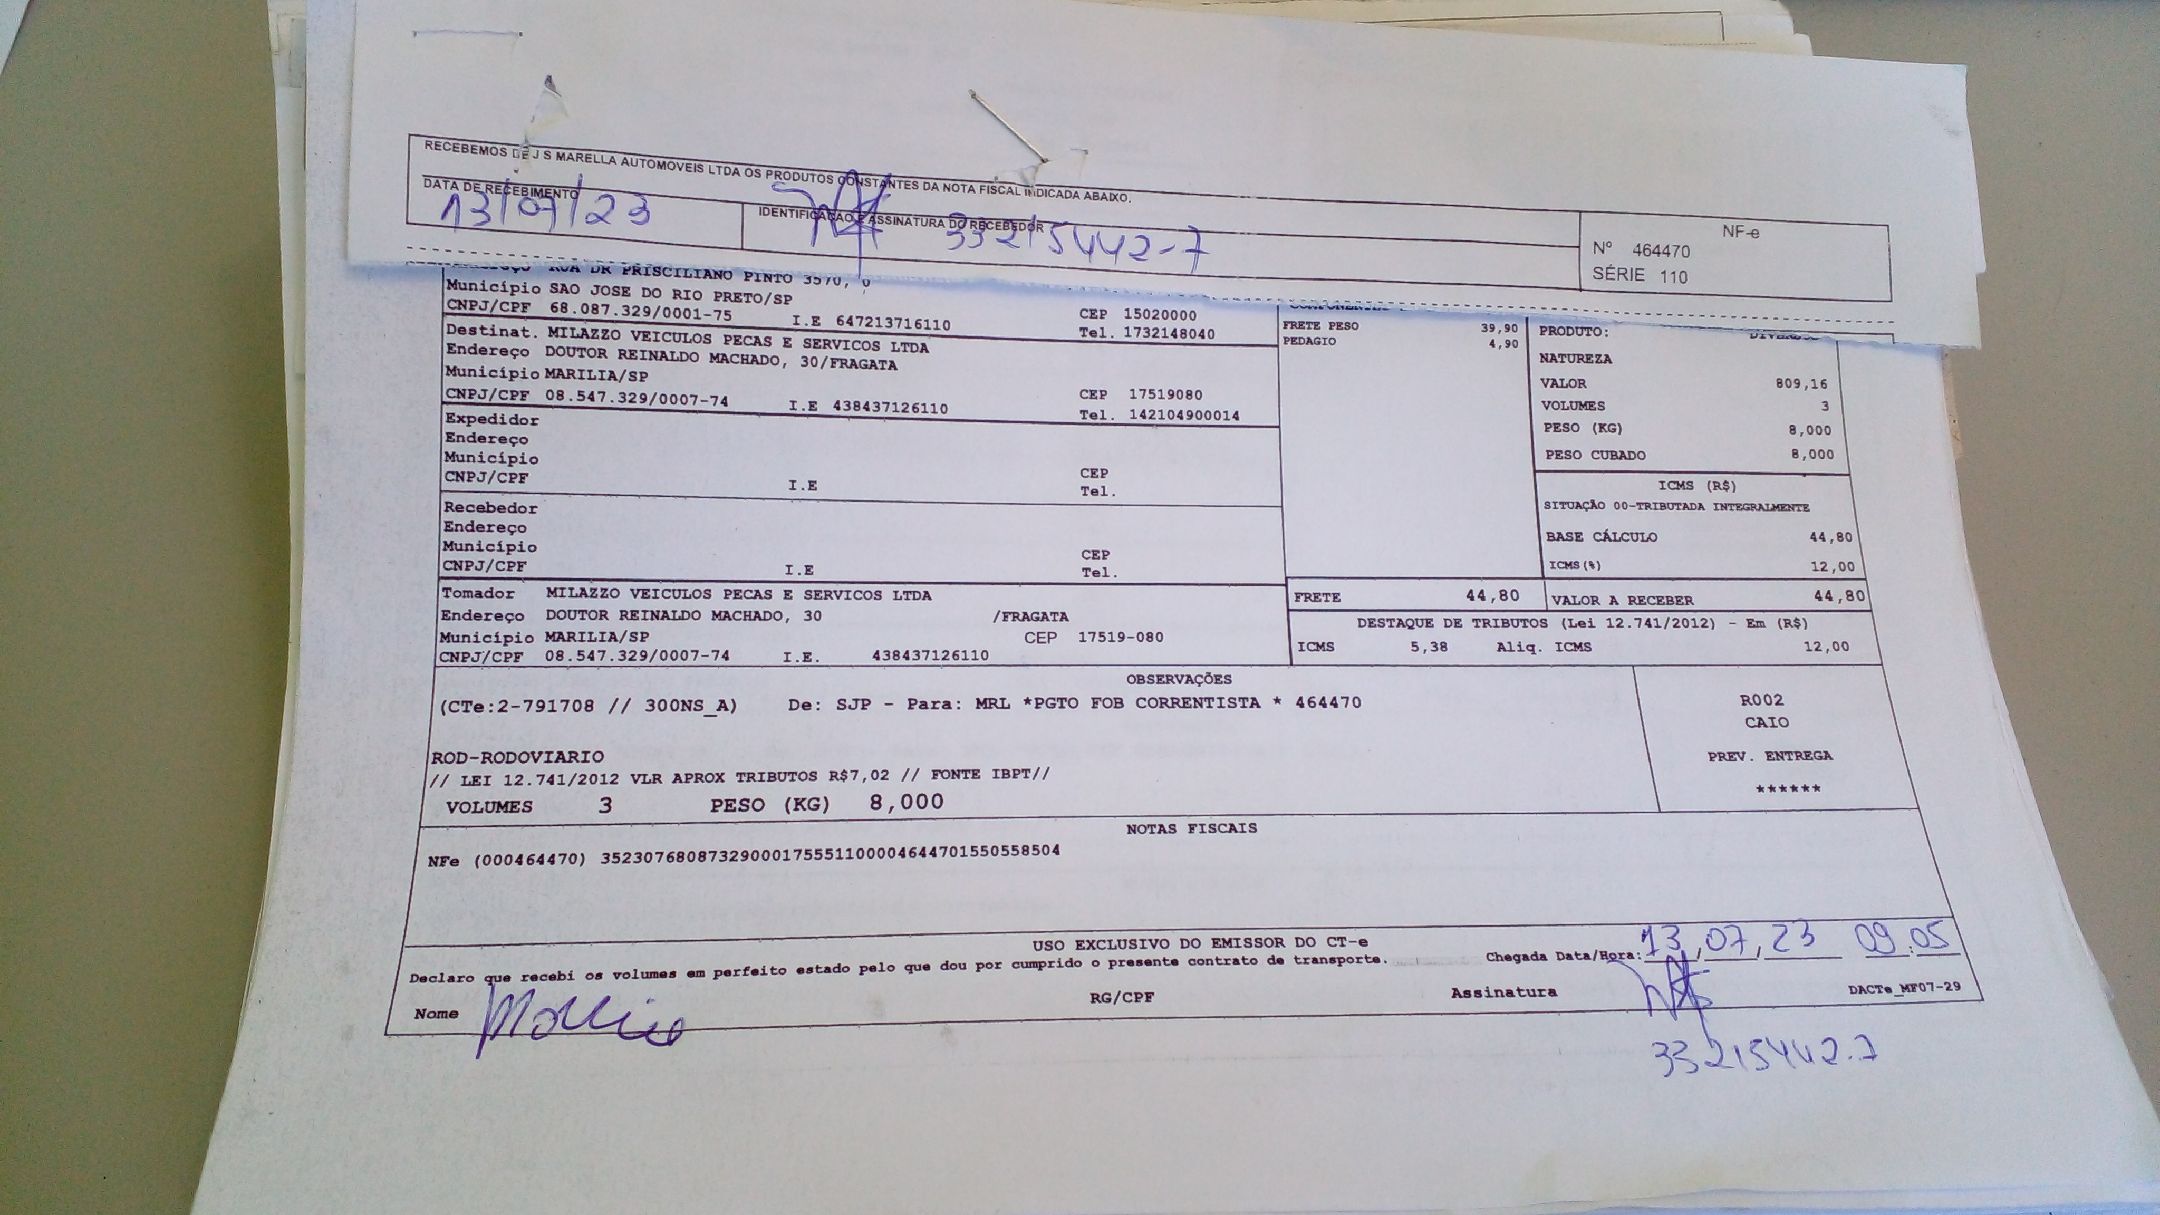 RECEBEMOS DE J S MARELLA AUTOMOVEIS LTDA OS PRODUTOS CONSTANTES DA NOTA FISCAL INDICADA ABAIXO.
DATA DE RECEBIMENTO
13/07/23
IDENTIFICAÇÃO E ASSINATURA DO RECEBEDOR
33215442-7
NF-e
Nº 464470
SÉRIE 110
RUA DR PRISCILIANO PINTO 3570, 0
Município SAO JOSE DO RIO PRETO/SP
CNPJ/CPF 68.087.329/0001-75 I.E 647213716110 CEP 15020000
Tel. 1732148040
Destinat. MILAZZO VEICULOS PECAS E SERVICOS LTDA
Endereço DOUTOR REINALDO MACHADO, 30/FRAGATA
Município MARILIA/SP
CNPJ/CPF 08.547.329/0007-74 I.E 438437126110 CEP 17519080
Tel. 142104900014
Expedidor
Endereço
Município
CNPJ/CPF I.E CEP
Tel.
Recebedor
Endereço
Município
CNPJ/CPF I.E CEP
Tel.
Tomador MILAZZO VEICULOS PECAS E SERVICOS LTDA
Endereço DOUTOR REINALDO MACHADO, 30 /FRAGATA
Município MARILIA/SP CEP 17519-080
CNPJ/CPF 08.547.329/0007-74 I.E. 438437126110
FRETE PESO 39,90
PEDAGIO 4,90
PRODUTO: DIVERSOS
NATUREZA
VALOR 809,16
VOLUMES 3
PESO (KG) 8,000
PESO CUBADO 8,000
ICMS (R$)
SITUAÇÃO 00-TRIBUTADA INTEGRALMENTE
BASE CÁLCULO 44,80
ICMS(%) 12,00
FRETE 44,80 VALOR A RECEBER 44,80
DESTAQUE DE TRIBUTOS (Lei 12.741/2012) - Em (R$)
ICMS 5,38 Aliq. ICMS 12,00
OBSERVAÇÕES
(CTe:2-791708 // 300NS_A) De: SJP - Para: MRL *PGTO FOB CORRENTISTA * 464470
ROD-RODOVIARIO
// LEI 12.741/2012 VLR APROX TRIBUTOS R$7,02 // FONTE IBPT//
VOLUMES 3 PESO (KG) 8,000
R002
CAIO
PREV. ENTREGA
******
NOTAS FISCAIS
NFe (000464470) 35230768087329000175551100004644701550558504
USO EXCLUSIVO DO EMISSOR DO CT-e
Declaro que recebi os volumes em perfeito estado pelo que dou por cumprido o presente contrato de transporte.
Chegada Data/Hora: 13,07,23 09:05
Nome RG/CPF Assinatura DACTe_MF07-29
33215442.7